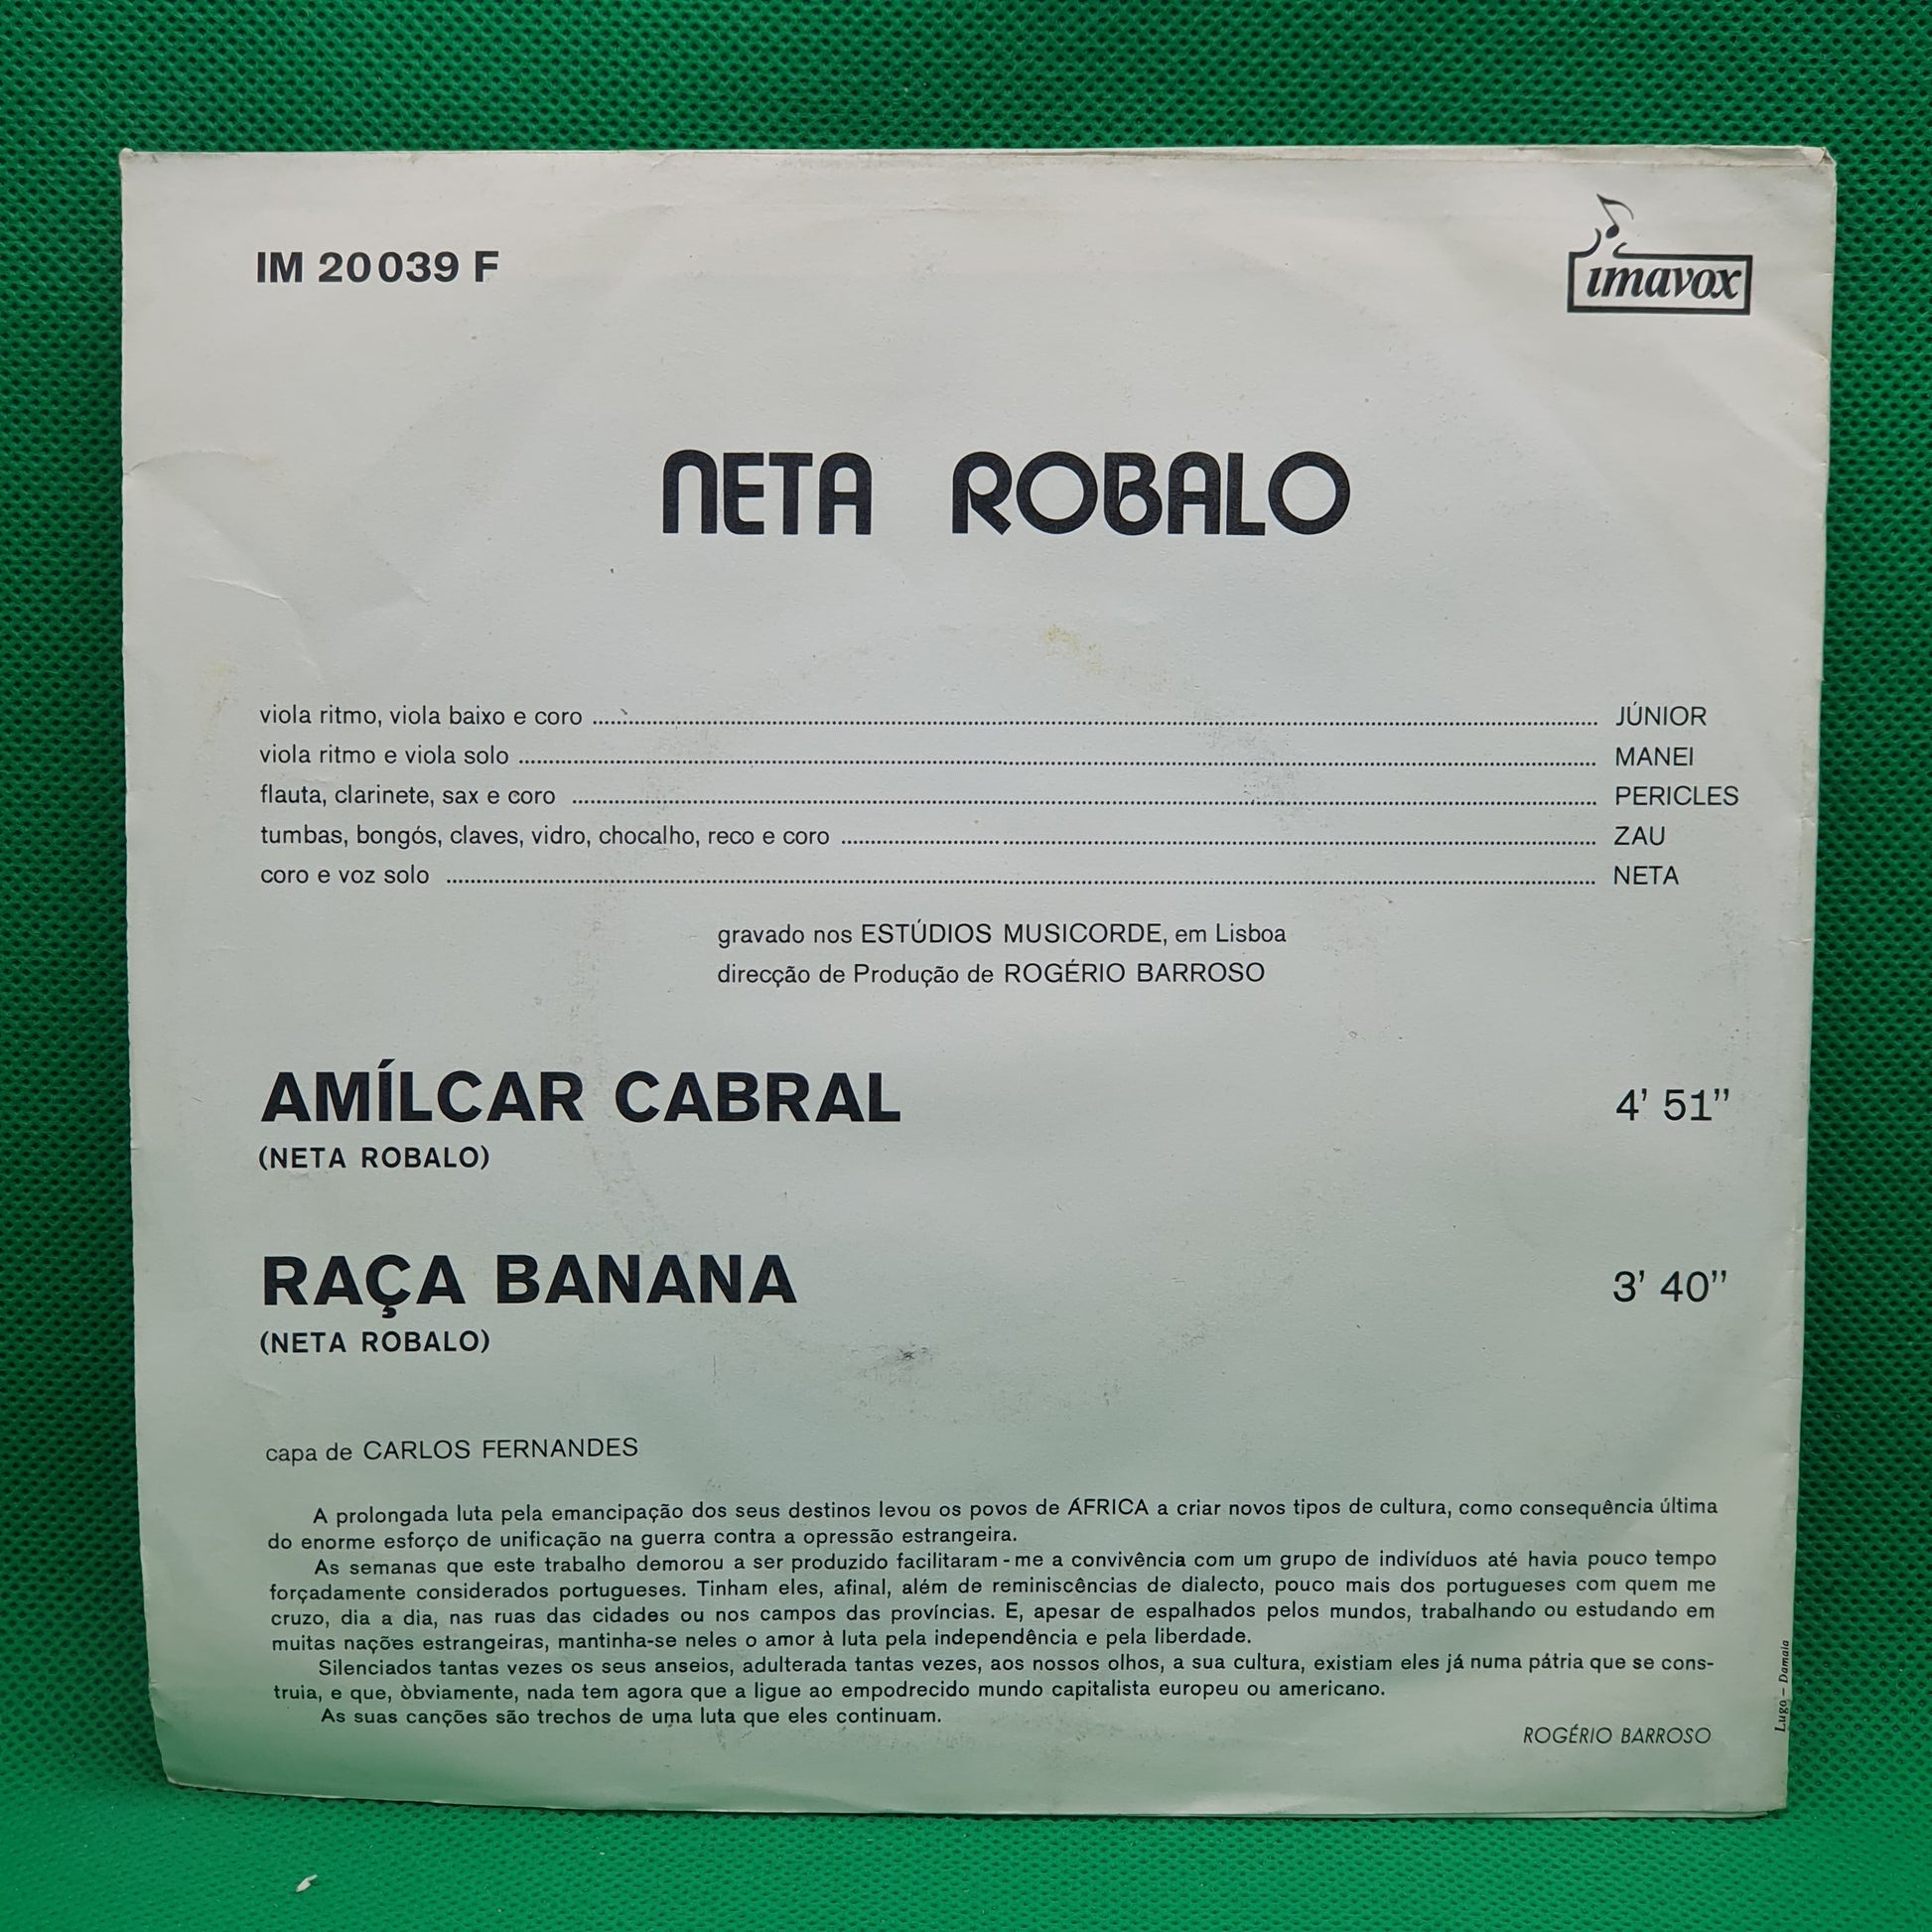 IM 20 039 F
imavox
NETA ROBALO
viola ritmo, viola baixo e coro ........ JÚNIOR
viola ritmo e viola solo ........ MANEI
flauta, clarinete, sax e coro ........ PERICLES
tumbas, bongós, claves, vidro, chocalho, reco e coro ........ ZAU
coro e voz solo ........ NETA
gravado nos ESTÚDIOS MUSICORDE, em Lisboa
direcção de Produção de ROGÉRIO BARROSO
AMÍLCAR CABRAL 4' 51''
(NETA ROBALO)
RAÇA BANANA 3' 40''
(NETA ROBALO)
capa de CARLOS FERNANDES
A prolongada luta pela emancipação dos seus destinos levou os povos de ÁFRICA a criar novos tipos de cultura, como consequência última
do enorme esforço de unificação na guerra contra a opressão estrangeira.
As semanas que este trabalho demorou a ser produzido facilitaram-me a convivência com um grupo de indivíduos até havia pouco tempo
forçadamente considerados portugueses. Tinham eles, afinal, além de reminiscências de dialecto, pouco mais dos portugueses com quem me
cruzo, dia a dia, nas ruas das cidades ou nos campos das províncias. E, apesar de espalhados pelos mundos, trabalhando ou estudando em
muitas nações estrangeiras, mantinha-se neles o amor à luta pela independência e pela liberdade.
Silenciados tantas vezes os seus anseios, adulterada tantas vezes, aos nossos olhos, a sua cultura, existiam eles já numa pátria que se cons-
truia, e que, òbviamente, nada tem agora que a ligue ao empodrecido mundo capitalista europeu ou americano.
As suas canções são trechos de uma luta que eles continuam.
ROGÉRIO BARROSO
Lugo – Damaia